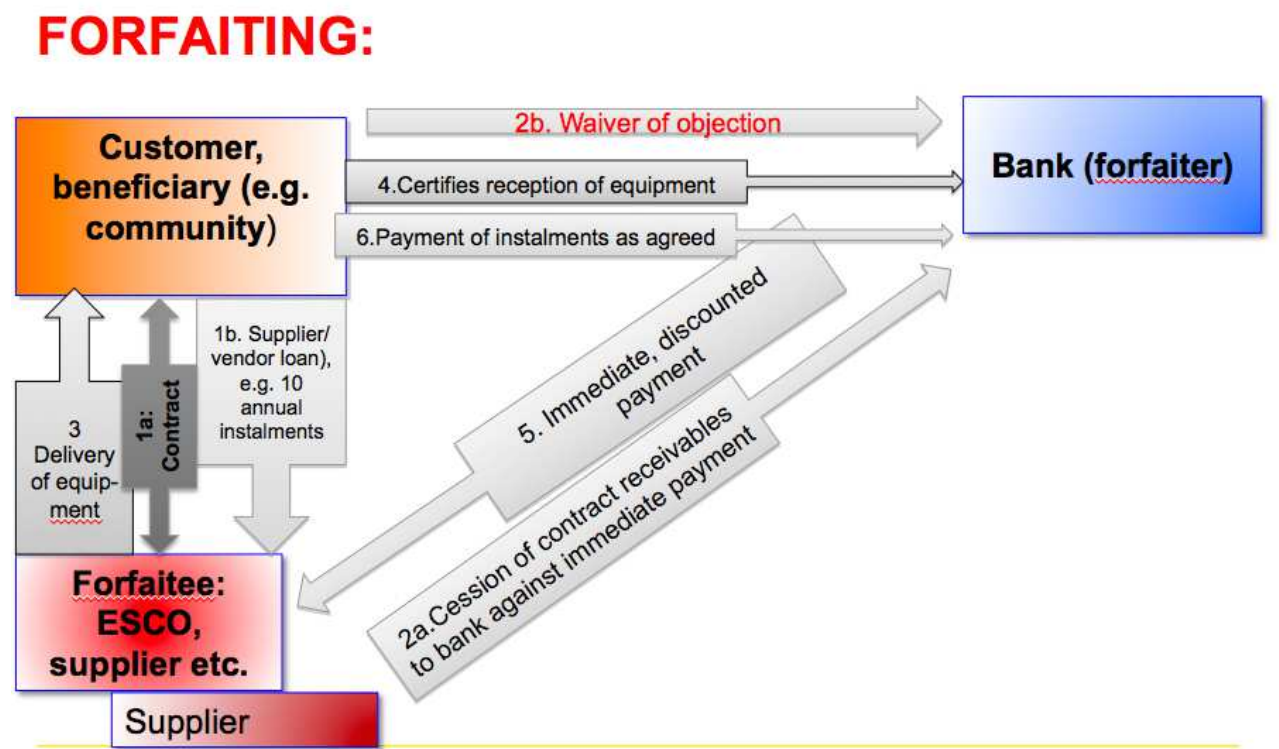 FORFAITING:
Customer,
beneficiary (e.g.
community)
2b. Waiver of objection
Bank (forfaiter)
4.Certifies reception of equipment
6.Payment of instalments as agreed
1b. Supplier/
vendor loan),
e.g. 10
annual
instalments
1a:
Contract
3
Delivery
of equip-
ment
5. Immediate, discounted
payment
2a.Cession of contract receivables
to bank against immediate payment
Forfaitee:
ESCO,
supplier etc.
Supplier